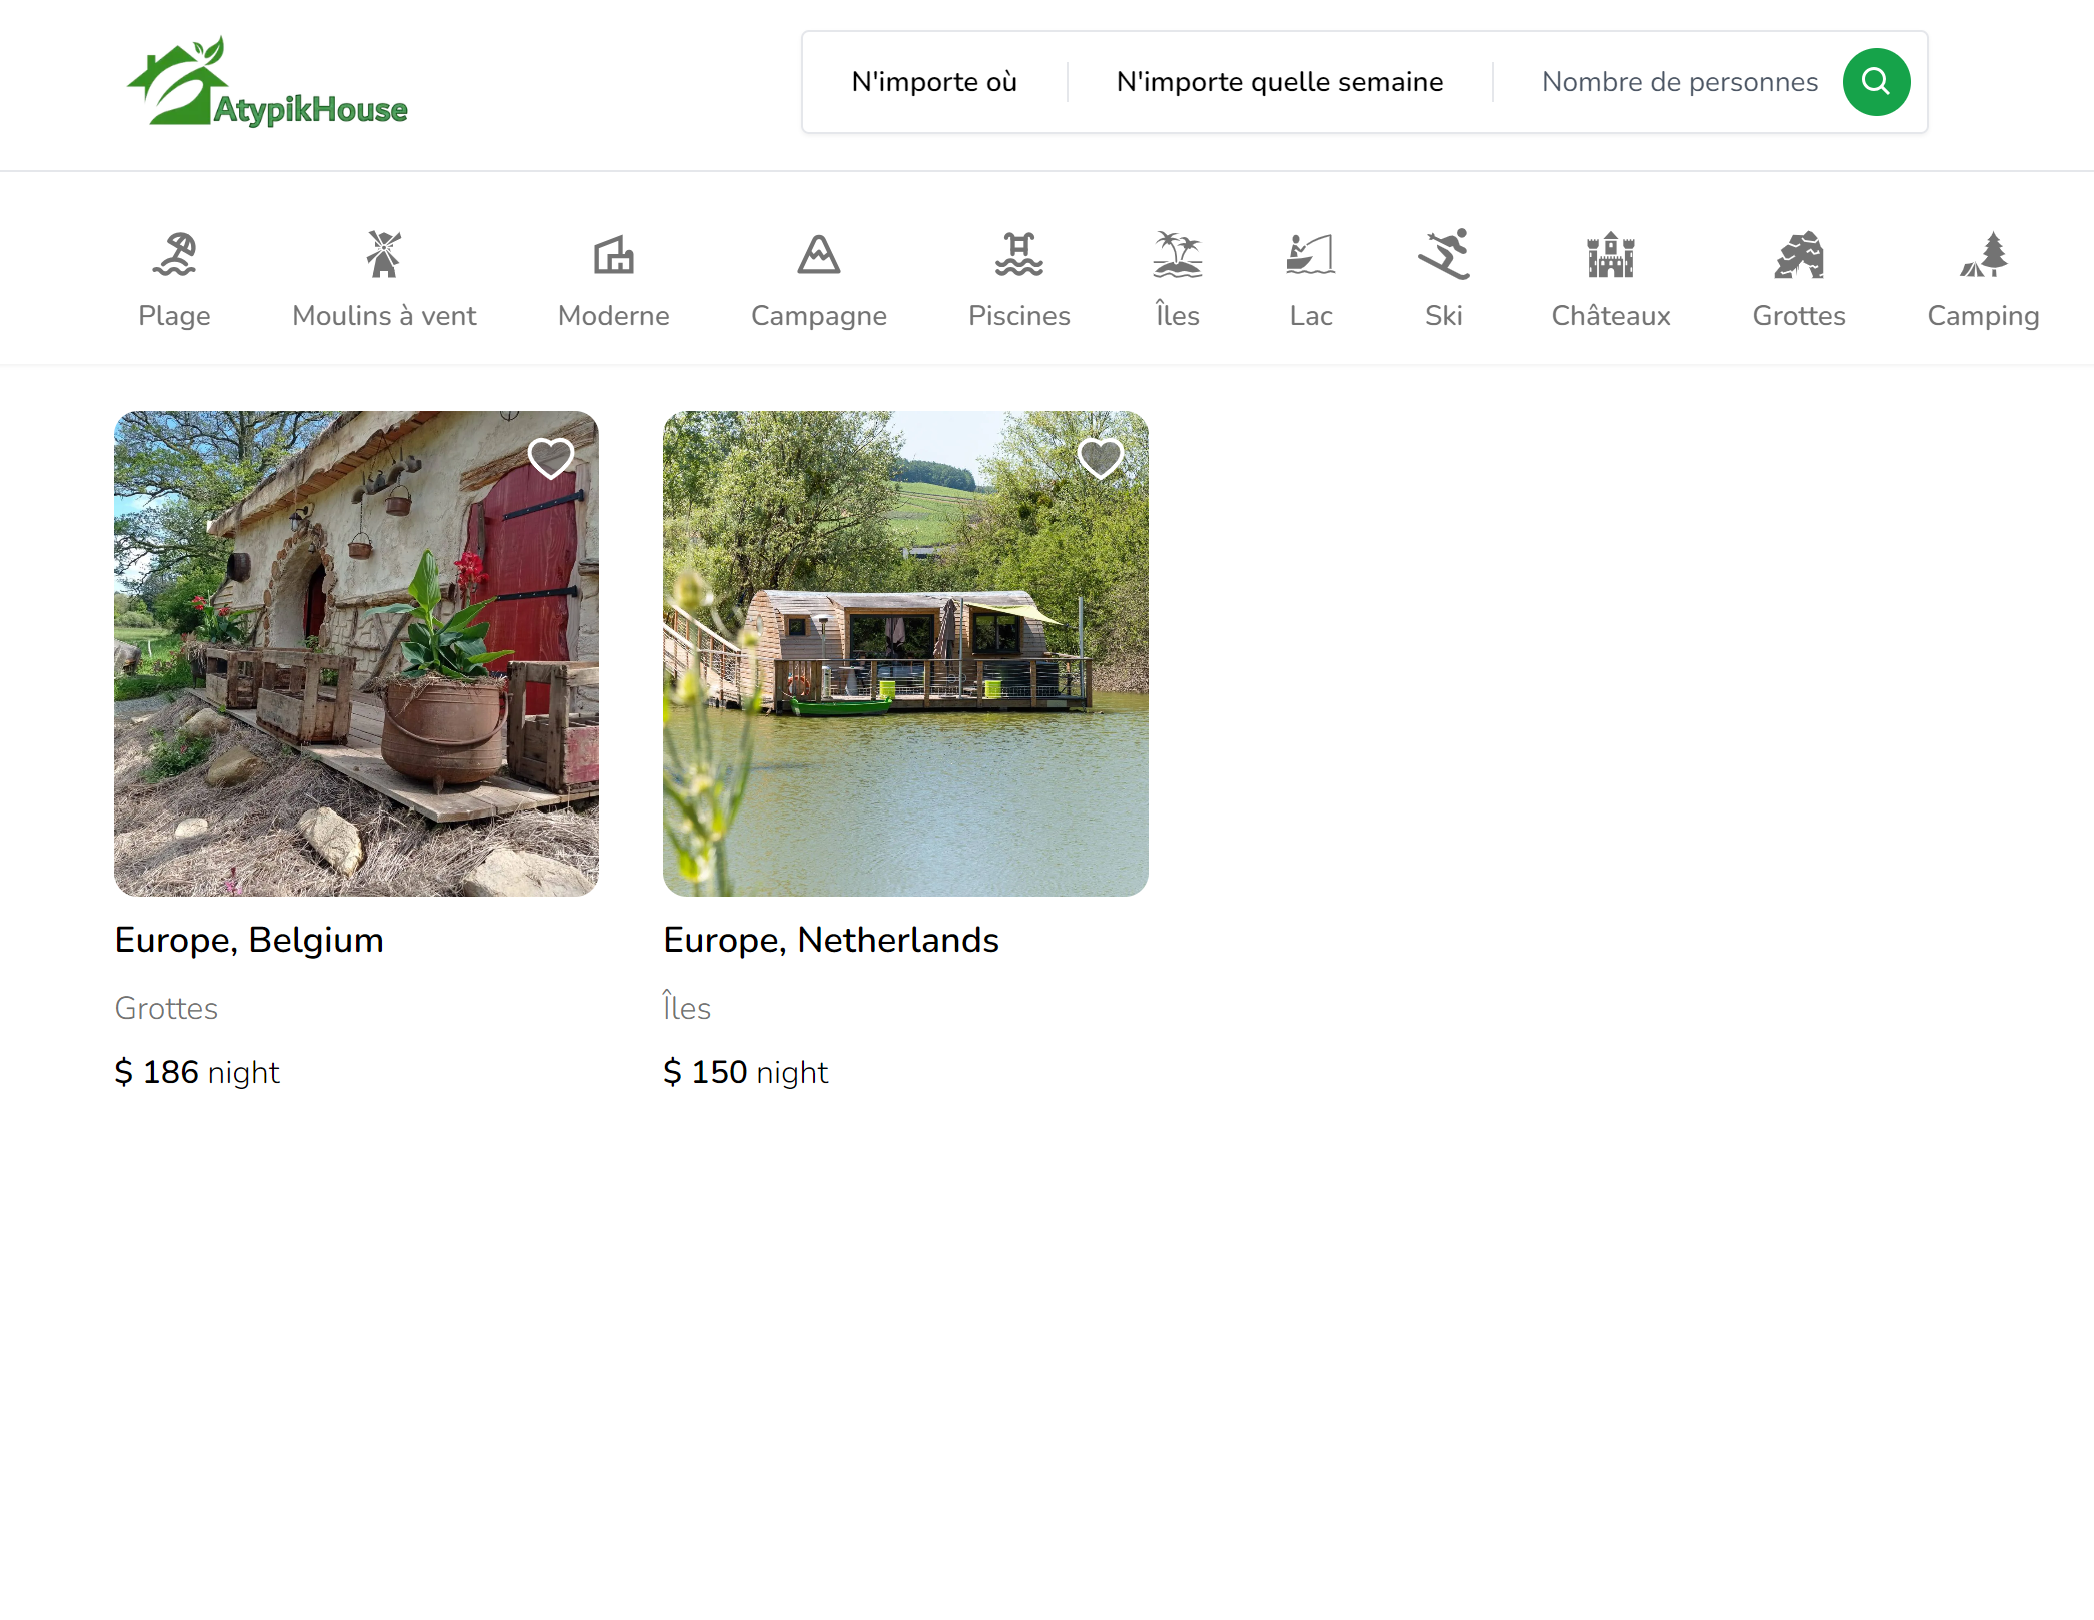 AtypikHouse
N'importe où
N'importe quelle semaine
Nombre de personnes
Plage
Moulins à vent
Moderne
Campagne
Piscines
Îles
Lac
Ski
Châteaux
Grottes
Camping
Europe, Belgium
Grottes
$ 186 night
Europe, Netherlands
Îles
$ 150 night